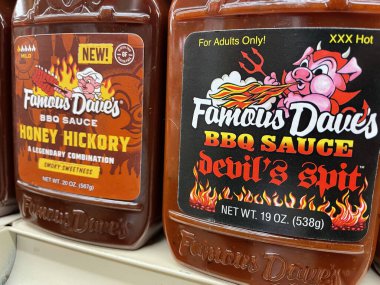 MILD
NEW!
Famous Dave's
BBQ SAUCE
HONEY HICKORY
A LEGENDARY COMBINATION
SMOKY SWEETNESS
NET WT. 20 OZ. (567g)
Famous Dave's
For Adults Only!
XXX Hot
Famous Dave's
BBQ SAUCE
devil's spit
NET WT. 19 OZ. (538g)
Famous Dave's